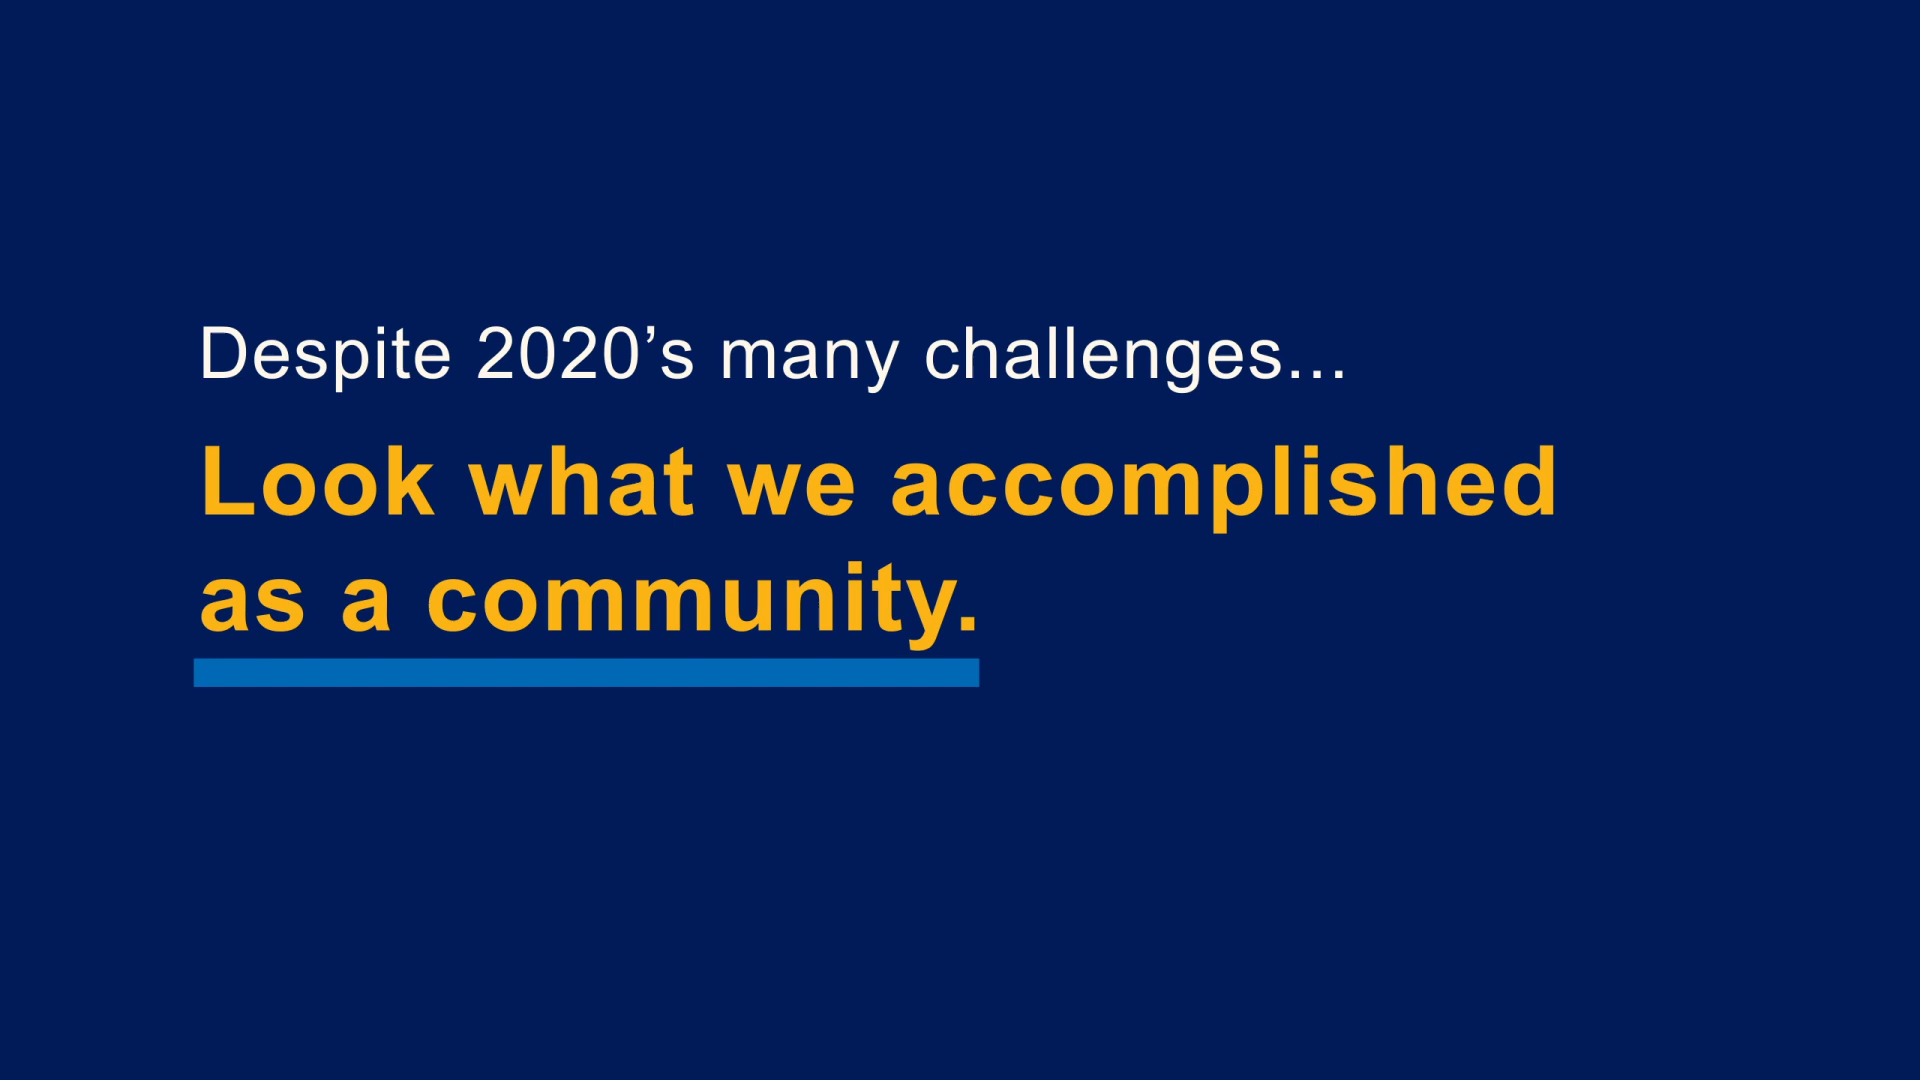 Despite 2020’s many challenges...
Look what we accomplished
as a community.